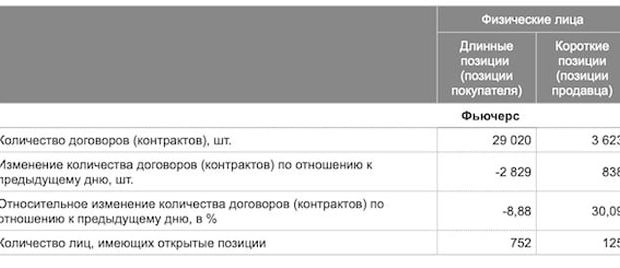 Физические лица
Длинные
позиции
(позиции
покупателя)
Короткие
позиции
(позиции
продавца)
Фьючерс
Количество договоров (контрактов), шт.
29 020
3 623
Изменение количества договоров (контрактов) по отношению к
предыдущему дню, шт.
-2 829
838
Относительное изменение количества договоров (контрактов) по
отношению к предыдущему дню, в %
-8,88
30,09
Количество лиц, имеющих открытые позиции
752
125